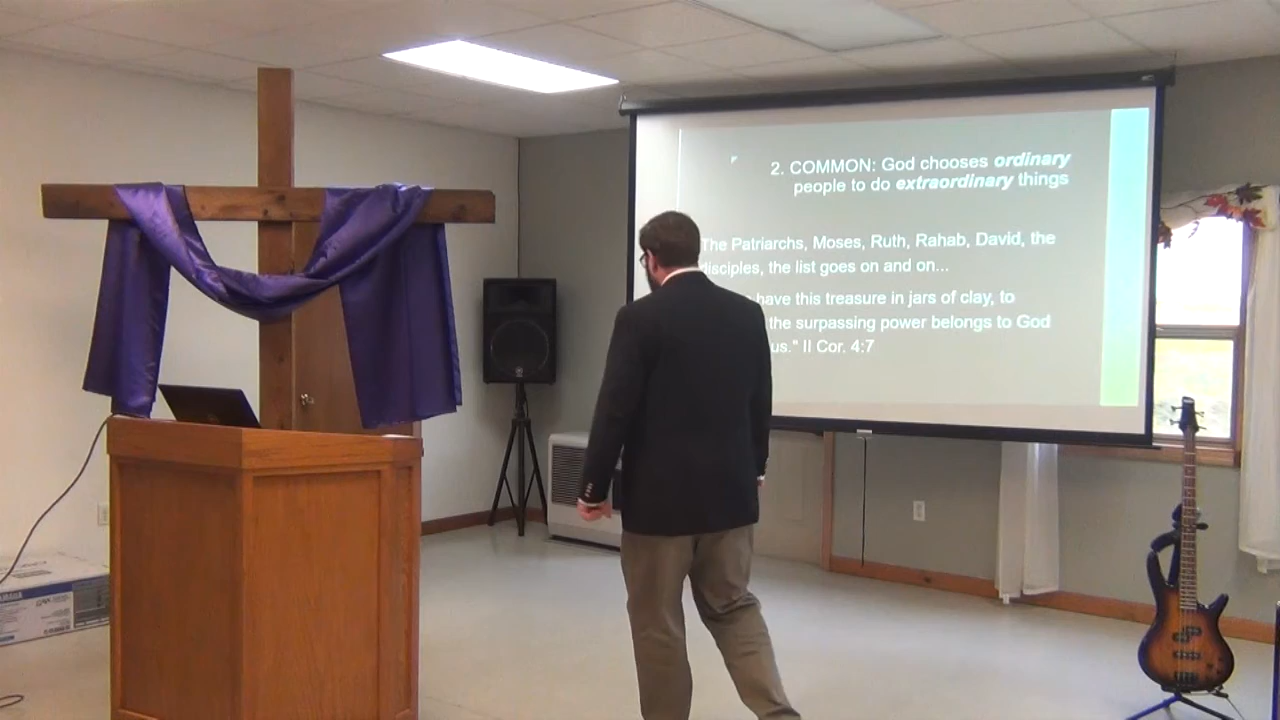 2. COMMON: God chooses ordinary
people to do extraordinary things
The Patriarchs, Moses, Ruth, Rahab, David, the
disciples, the list goes on and on...
have this treasure in jars of clay, to
the surpassing power belongs to God
us." II Cor. 4:7
YAMAHA